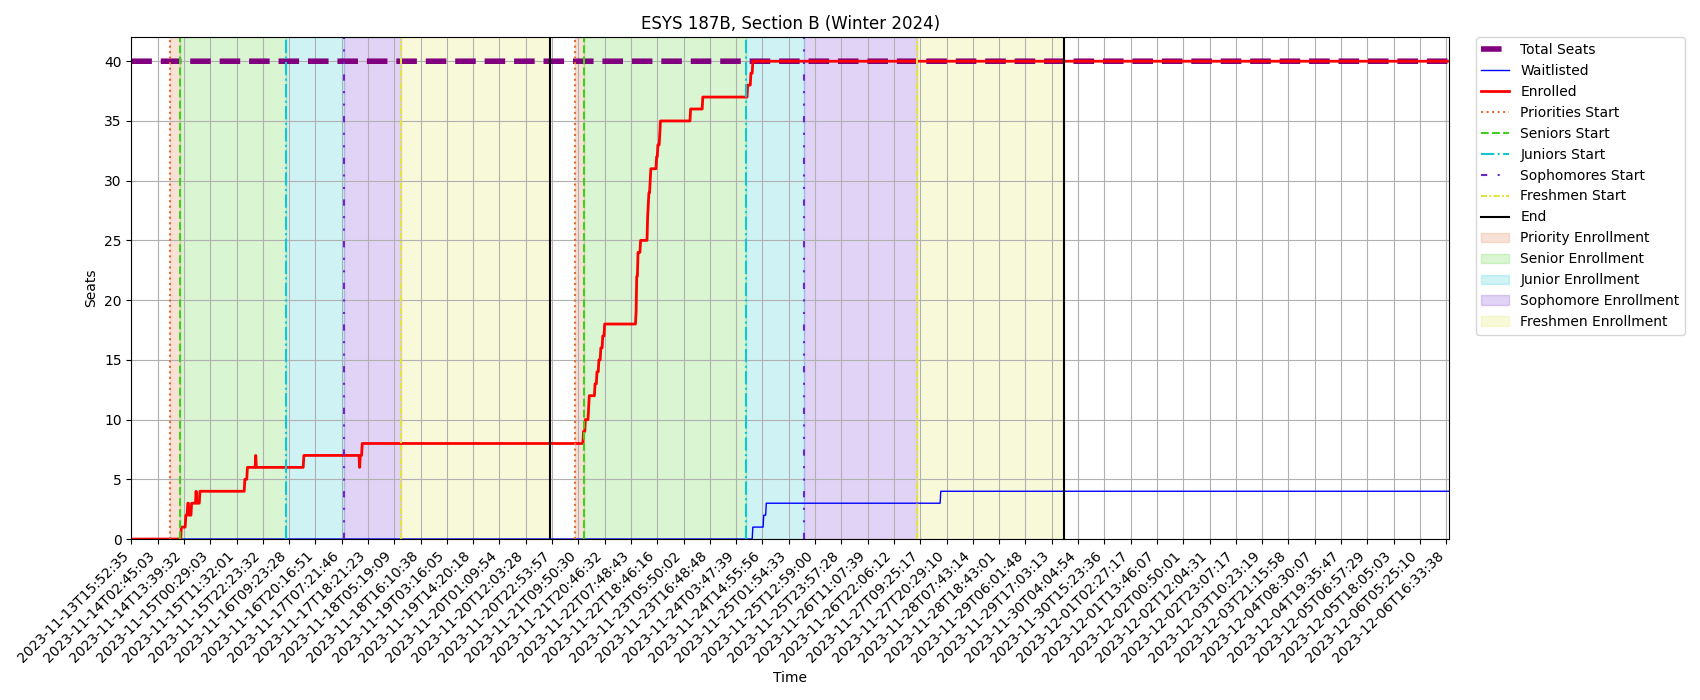 ESYS 187B, Section B (Winter 2024)
Seats
40
35
30
25
20
15
10
5
0
2023-11-13T15:52:35
2023-11-14T02:45:03
2023-11-14T13:39:32
2023-11-15T00:29:03
2023-11-15T11:32:01
2023-11-15T22:23:32
2023-11-16T09:23:28
2023-11-16T20:16:51
2023-11-17T07:21:46
2023-11-17T18:21:23
2023-11-18T05:19:09
2023-11-18T16:10:38
2023-11-19T03:16:05
2023-11-19T14:20:18
2023-11-20T01:09:54
2023-11-20T12:03:28
2023-11-20T22:53:57
2023-11-21T09:50:30
2023-11-21T20:46:32
2023-11-22T07:48:43
2023-11-22T18:46:16
2023-11-23T05:50:02
2023-11-23T16:48:48
2023-11-24T03:47:39
2023-11-24T14:55:56
2023-11-25T01:54:33
2023-11-25T12:59:00
2023-11-25T23:57:28
2023-11-26T11:07:39
2023-11-26T22:06:12
2023-11-27T09:25:17
2023-11-27T20:29:10
2023-11-28T07:43:14
2023-11-28T18:43:01
2023-11-29T06:01:48
2023-11-29T17:03:13
2023-11-30T04:04:54
2023-11-30T15:23:36
2023-12-01T02:27:17
2023-12-01T13:46:07
2023-12-02T00:50:01
2023-12-02T12:04:31
2023-12-02T23:07:17
2023-12-03T10:23:19
2023-12-03T21:15:58
2023-12-04T08:30:07
2023-12-04T19:35:47
2023-12-05T06:57:29
2023-12-05T18:05:03
2023-12-06T05:25:10
2023-12-06T16:33:38
Time
Total Seats
Waitlisted
Enrolled
Priorities Start
Seniors Start
Juniors Start
Sophomores Start
Freshmen Start
End
Priority Enrollment
Senior Enrollment
Junior Enrollment
Sophomore Enrollment
Freshmen Enrollment